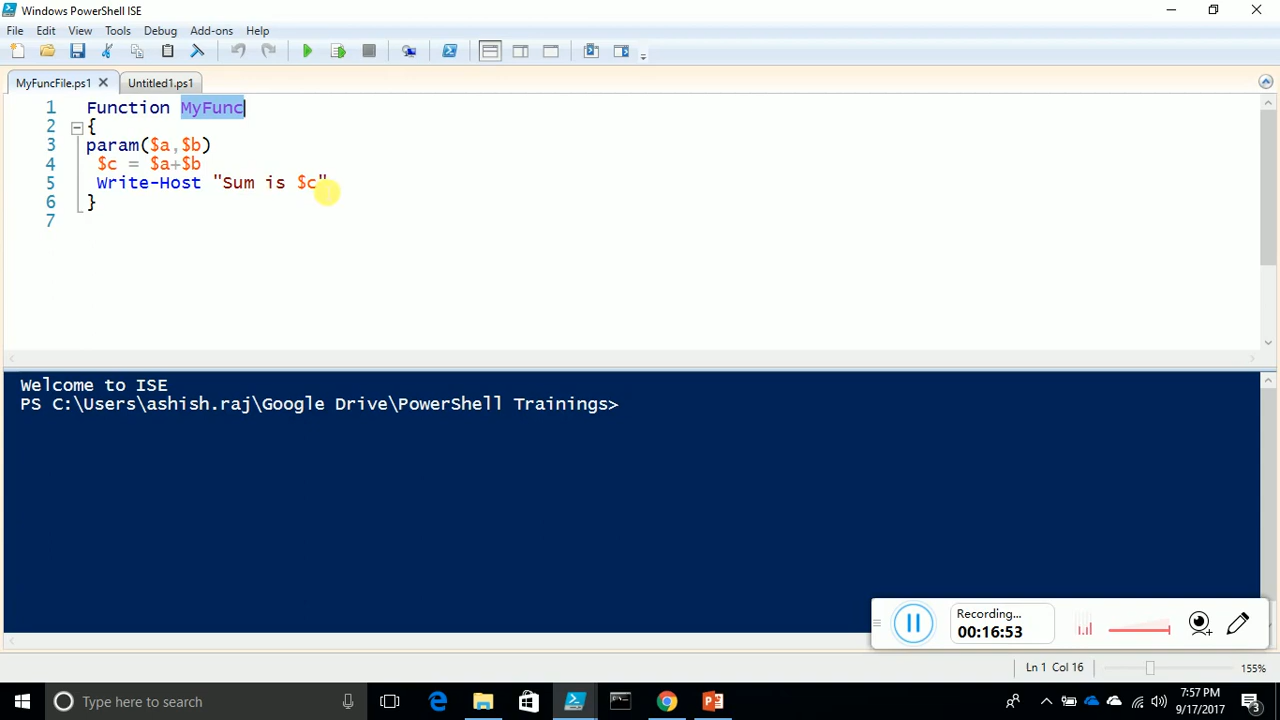 Windows PowerShell ISE
File Edit View Tools Debug Add-ons Help
MyFuncFile.ps1 Untitled1.ps1
1 Function MyFunc
2 {
3 param($a,$b)
4 $c = $a+$b
5 Write-Host "Sum is $c"
6 }
7
Welcome to ISE
PS C:\Users\ashish.raj\Google Drive\PowerShell Trainings>
Recording...
00:16:53
Ln 1 Col 16 155%
Type here to search
7:57 PM
9/17/2017
3